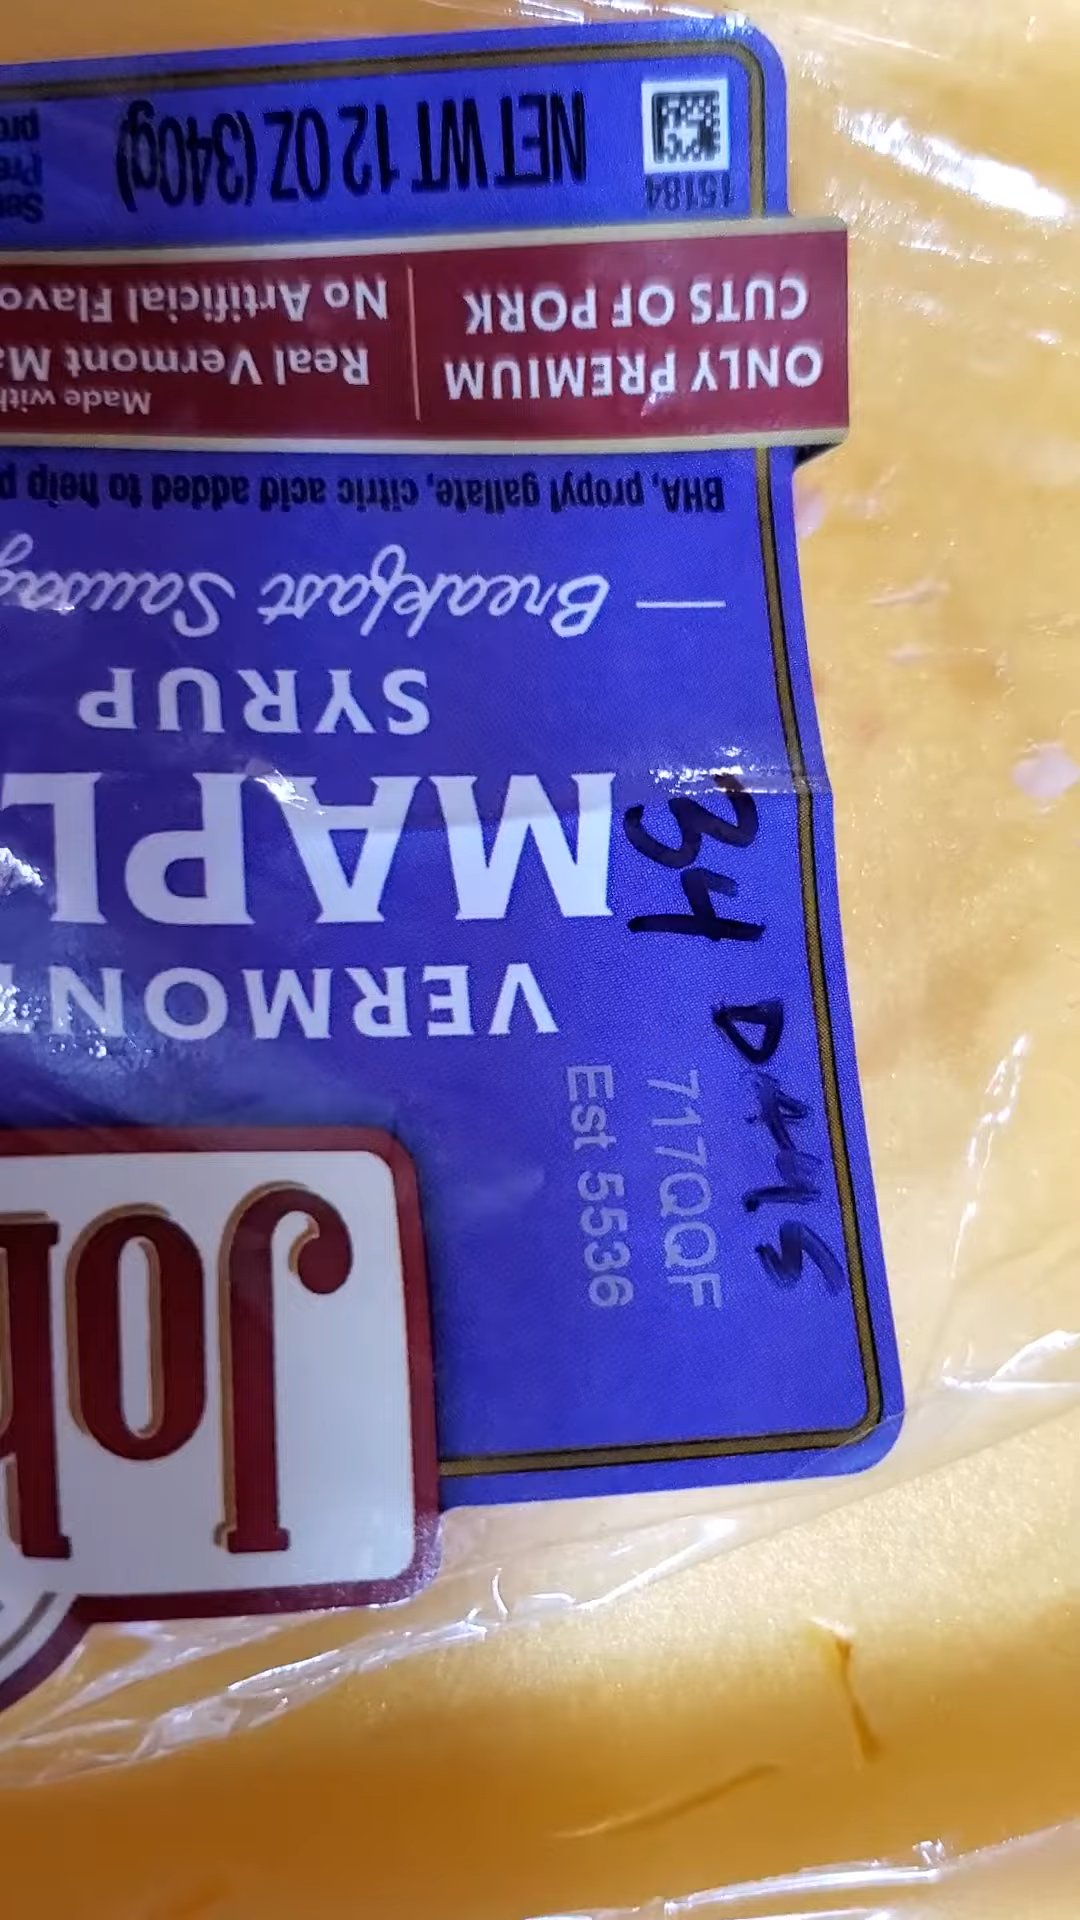 Joh
VERMON
MAPL
SYRUP
Breakfast Sausag
BHA, propyl gallate, citric acid added to help p
ONLY PREMIUM
CUTS OF PORK
Made with
Real Vermont Ma
No Artificial Flavo
15184
NET WT 12 OZ (340g)
717QQF
Est 5536
34 DAYS